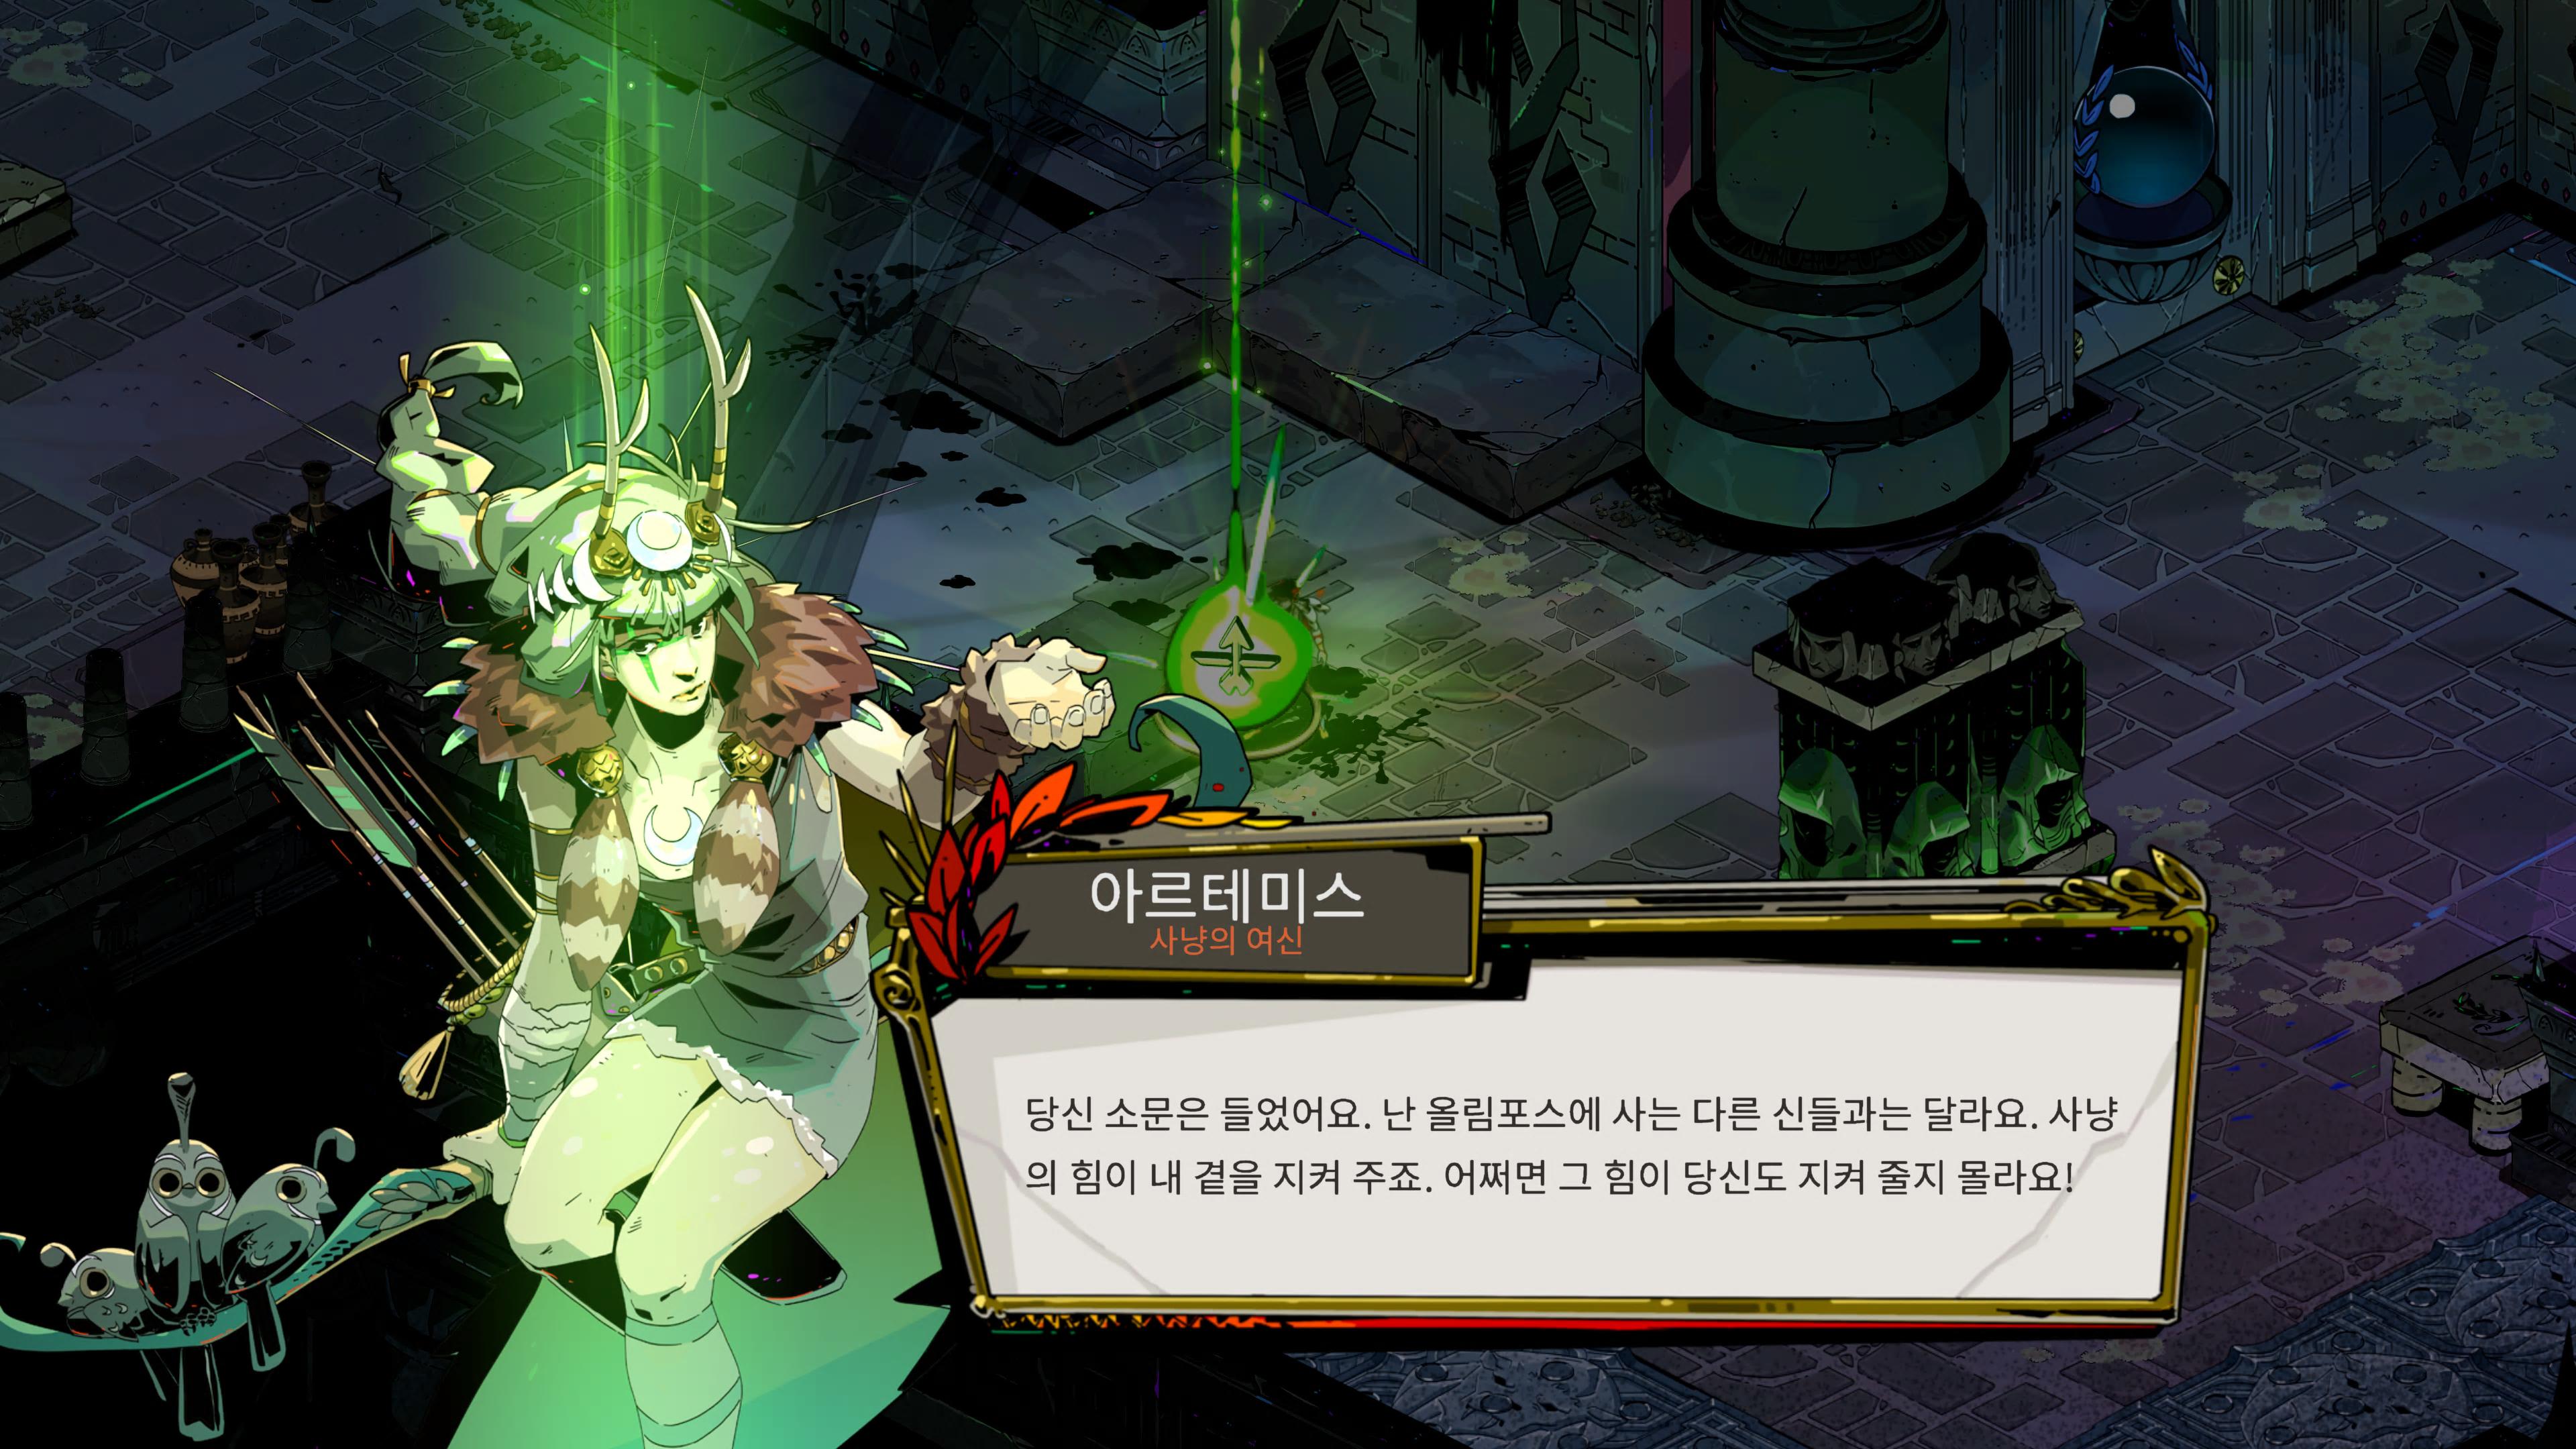 아르테미스
사냥의 여신
당신 소문은 들었어요. 난 올림포스에 사는 다른 신들과는 달라요. 사냥
의 힘이 내 곁을 지켜 주죠. 어쩌면 그 힘이 당신도 지켜 줄지 몰라요!